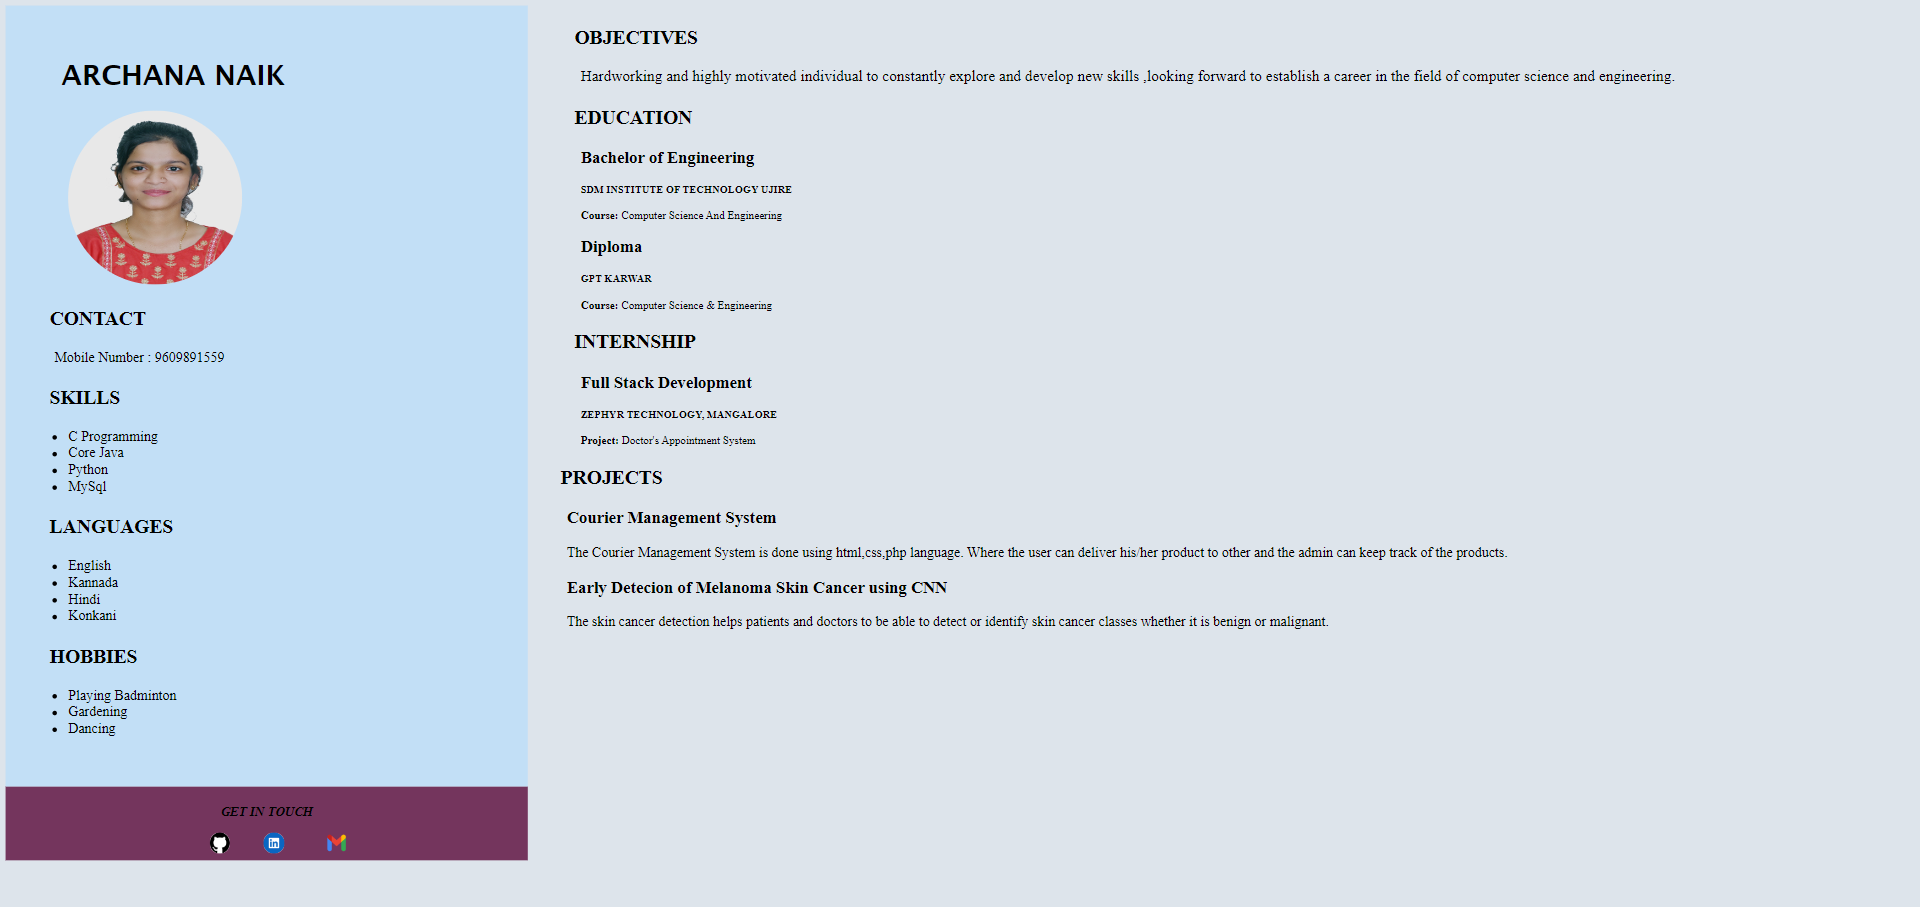 ARCHANA NAIK
CONTACT
Mobile Number : 9609891559
SKILLS
C Programming
Core Java
Python
MySql
LANGUAGES
English
Kannada
Hindi
Konkani
HOBBIES
Playing Badminton
Gardening
Dancing
GET IN TOUCH
in
OBJECTIVES
Hardworking and highly motivated individual to constantly explore and develop new skills ,looking forward to establish a career in the field of computer science and engineering.
EDUCATION
Bachelor of Engineering
SDM INSTITUTE OF TECHNOLOGY UJIRE
Course: Computer Science And Engineering
Diploma
GPT KARWAR
Course: Computer Science & Engineering
INTERNSHIP
Full Stack Development
ZEPHYR TECHNOLOGY, MANGALORE
Project: Doctor's Appointment System
PROJECTS
Courier Management System
The Courier Management System is done using html,css,php language. Where the user can deliver his/her product to other and the admin can keep track of the products.
Early Detecion of Melanoma Skin Cancer using CNN
The skin cancer detection helps patients and doctors to be able to detect or identify skin cancer classes whether it is benign or malignant.